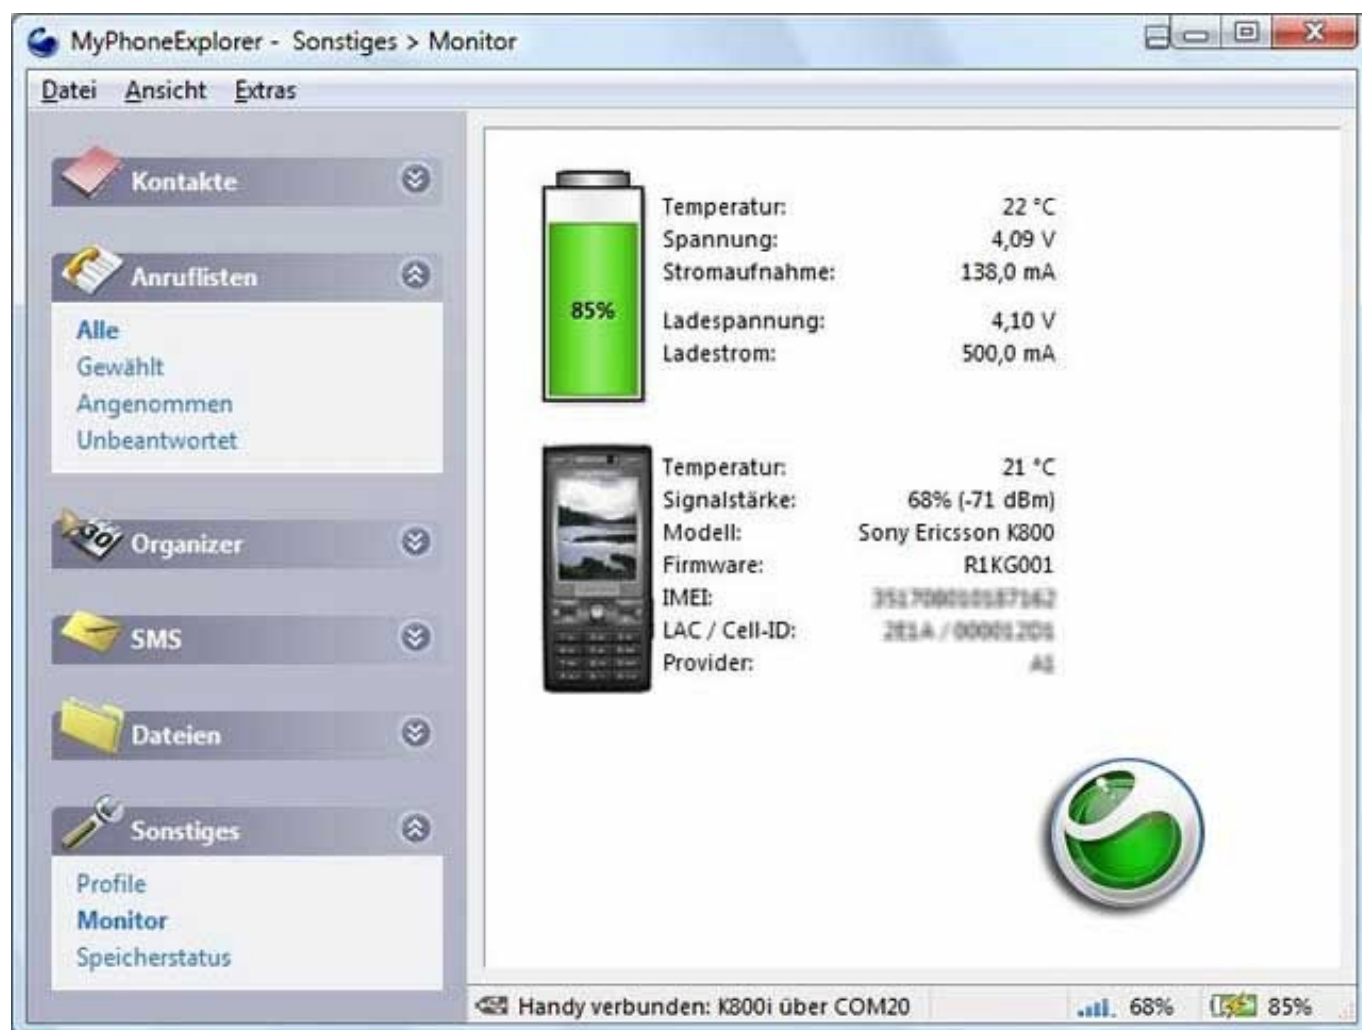 MyPhoneExplorer - Sonstiges > Monitor
Datei Ansicht Extras
Kontakte
Anruflisten
Alle
Gewählt
Angenommen
Unbeantwortet
Organizer
SMS
Dateien
Sonstiges
Profile
Monitor
Speicherstatus
85%
Temperatur: 22 °C
Spannung: 4,09 V
Stromaufnahme: 138,0 mA
Ladespannung: 4,10 V
Ladestrom: 500,0 mA
Temperatur: 21 °C
Signalstärke: 68% (-71 dBm)
Modell: Sony Ericsson K800
Firmware: R1KG001
IMEI:
LAC / Cell-ID:
Provider:
Handy verbunden: K800i über COM20 68% 85%